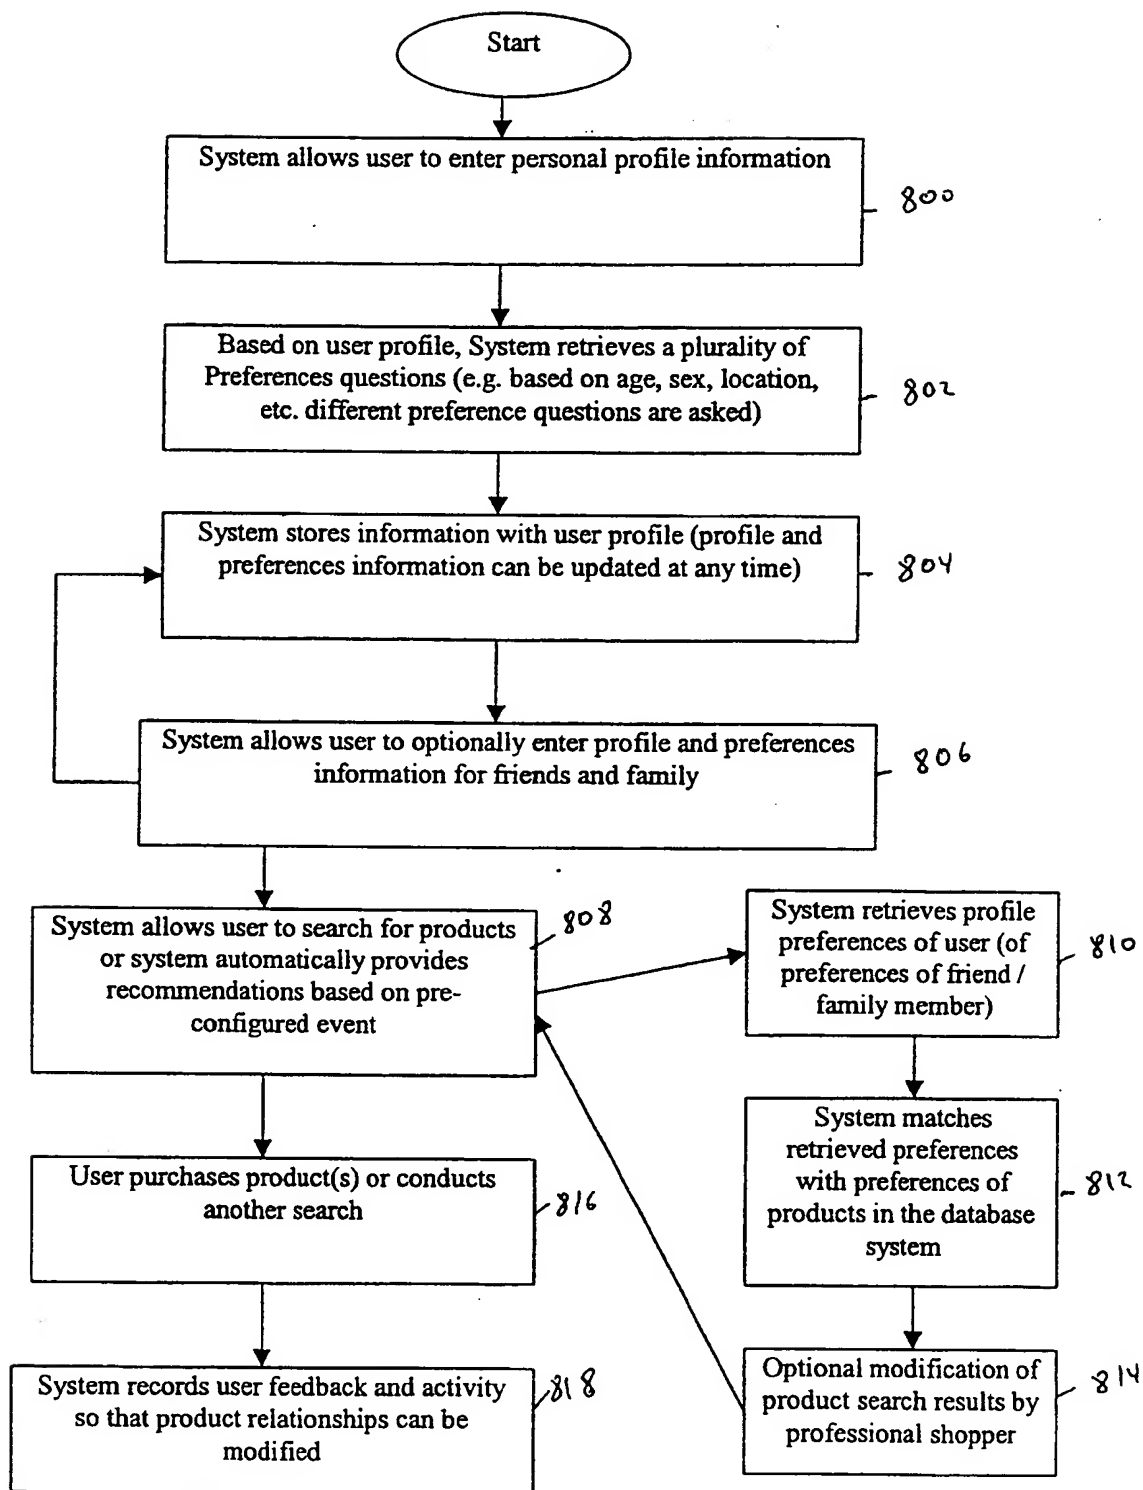 Start
System allows user to enter personal profile information
800
Based on user profile, System retrieves a plurality of
Preferences questions (e.g. based on age, sex, location,
etc. different preference questions are asked)
802
System stores information with user profile (profile and
preferences information can be updated at any time)
804
System allows user to optionally enter profile and preferences
information for friends and family
806
System allows user to search for products
or system automatically provides
recommendations based on pre-
configured event
808
System retrieves profile
preferences of user (of
preferences of friend /
family member)
810
System matches
retrieved preferences
with preferences of
products in the database
system
812
Optional modification of
product search results by
professional shopper
814
User purchases product(s) or conducts
another search
816
System records user feedback and activity
so that product relationships can be
modified
818